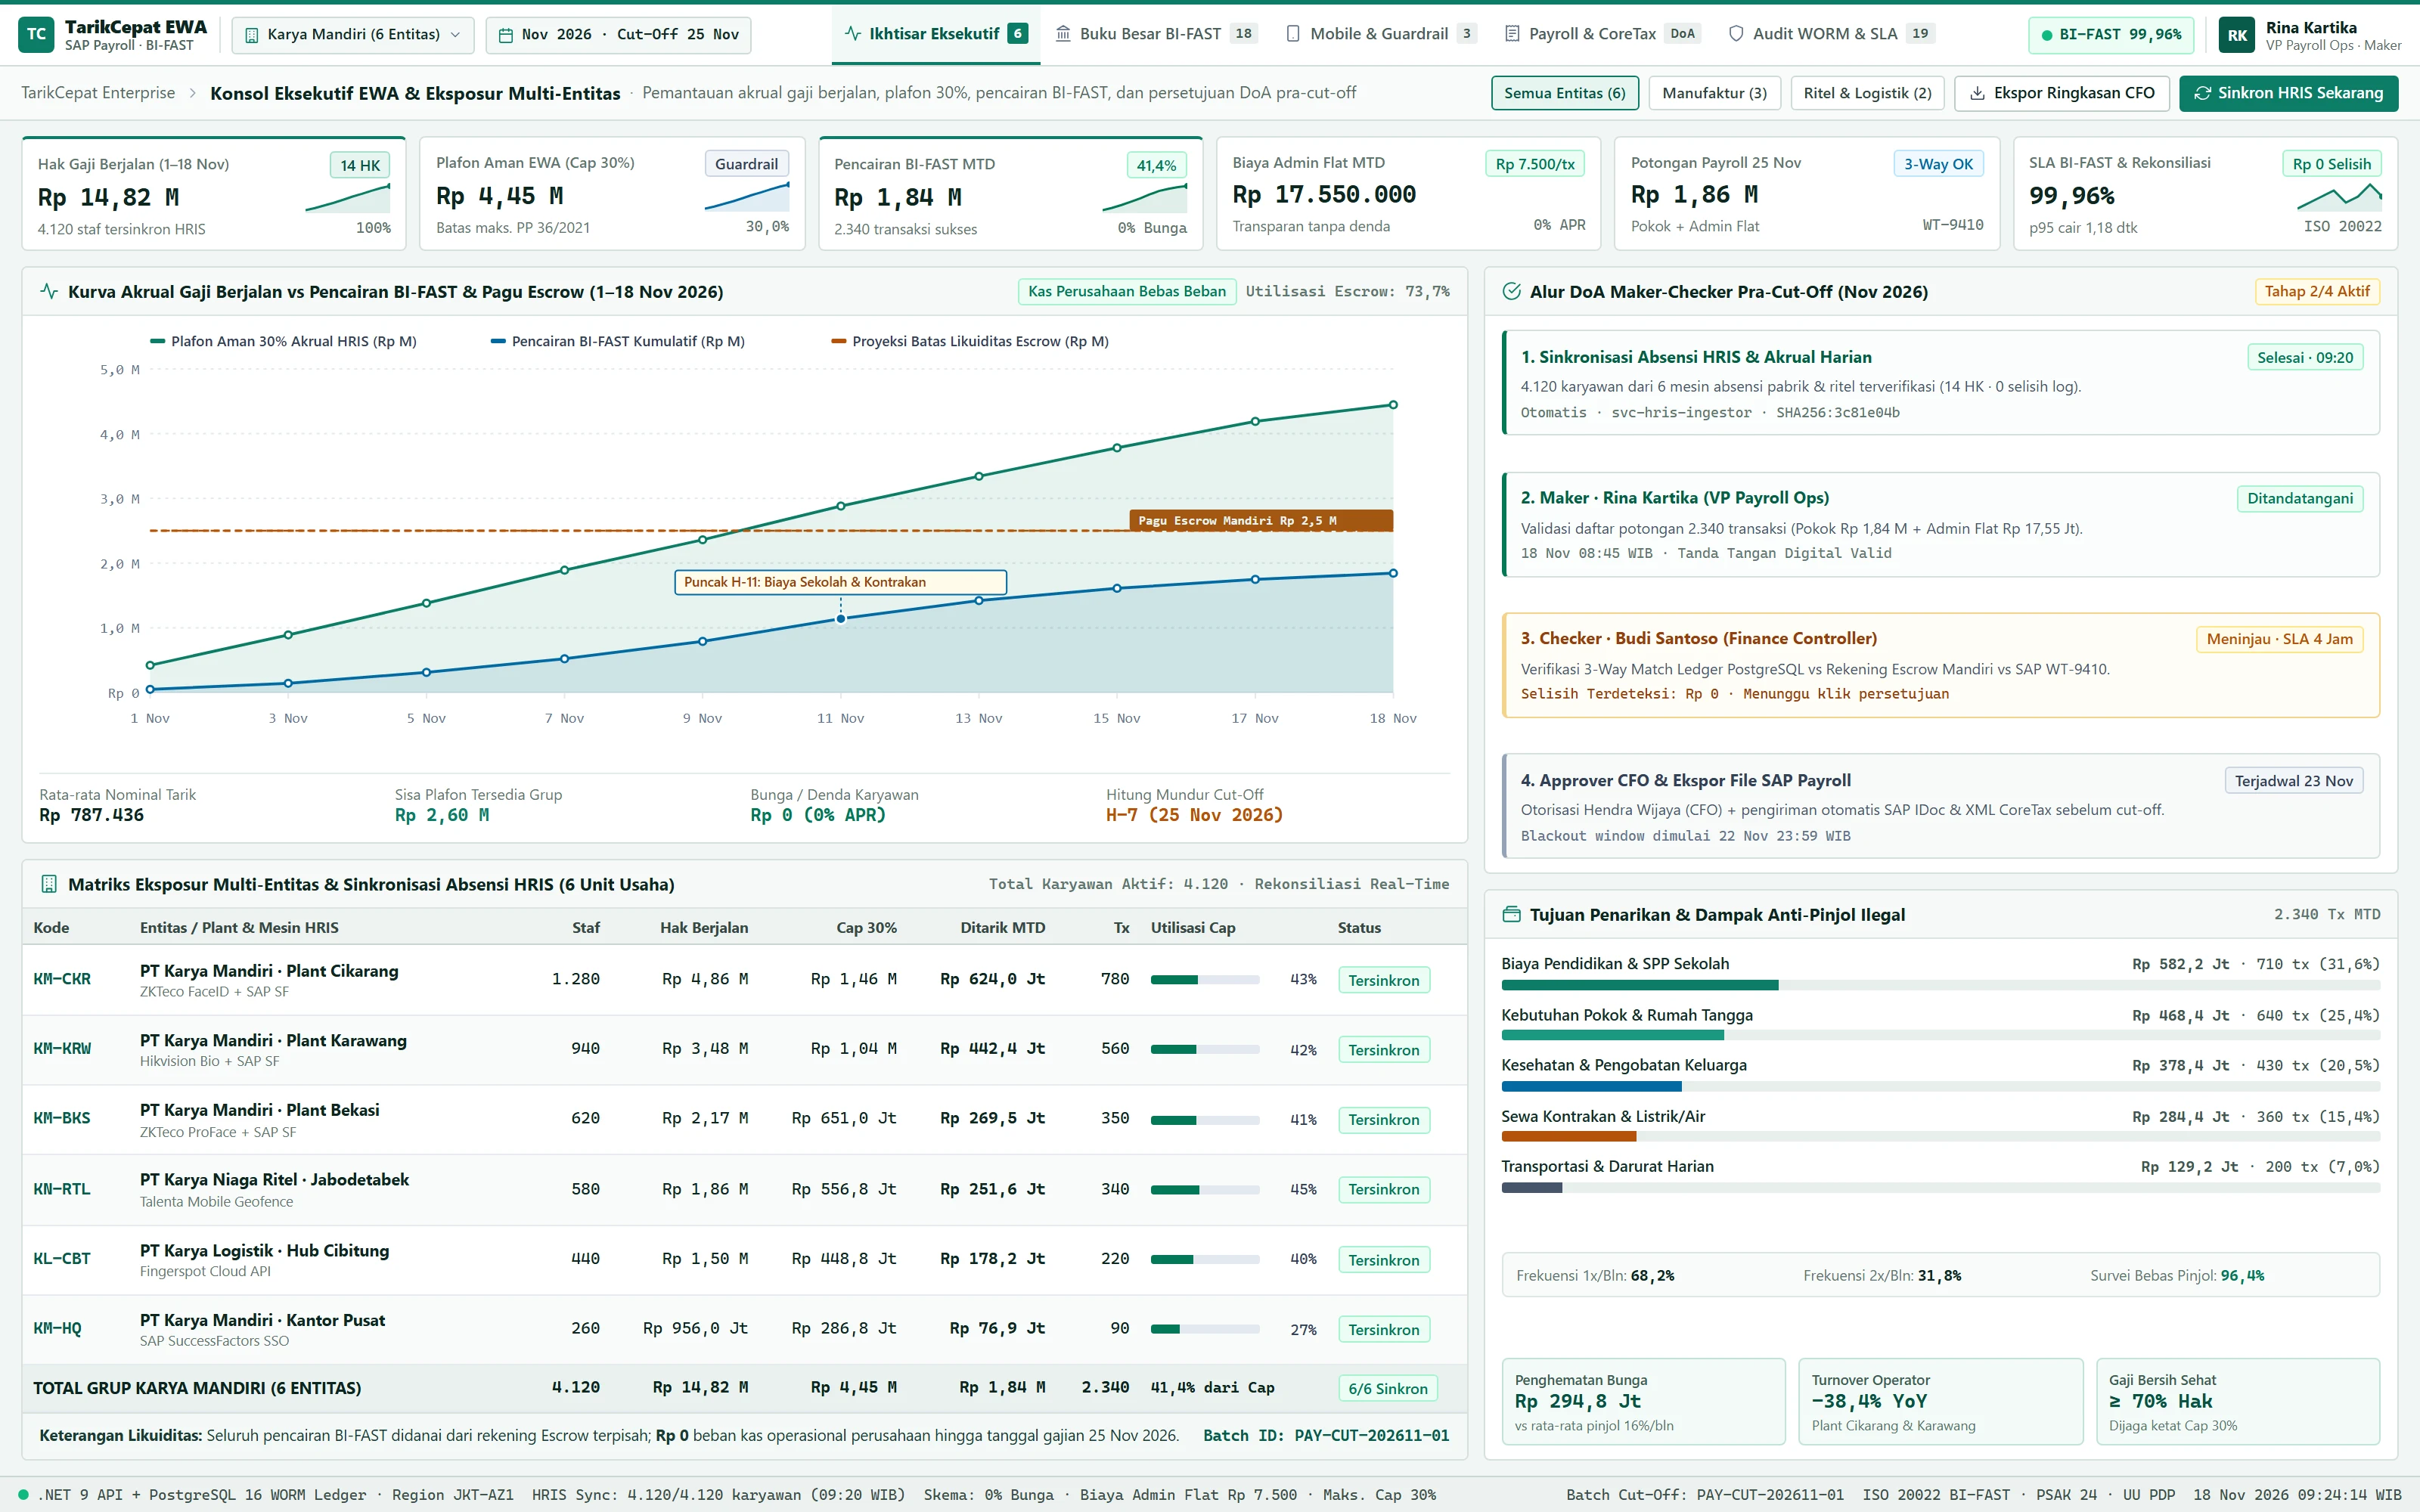 TC
TarikCepat EWA
SAP Payroll · BI-FAST
Karya Mandiri (6 Entitas)
Nov 2026 · Cut-Off 25 Nov
Ikhtisar Eksekutif 6
Buku Besar BI-FAST 18
Mobile & Guardrail 3
Payroll & CoreTax DoA
Audit WORM & SLA 19
BI-FAST 99,96%
RK
Rina Kartika
VP Payroll Ops · Maker
TarikCepat Enterprise
Konsol Eksekutif EWA & Eksposur Multi-Entitas · Pemantauan akrual gaji berjalan, plafon 30%, pencairan BI-FAST, dan persetujuan DoA pra-cut-off
Semua Entitas (6)
Manufaktur (3)
Ritel & Logistik (2)
Ekspor Ringkasan CFO
Sinkron HRIS Sekarang
Hak Gaji Berjalan (1–18 Nov)
14 HK
Rp 14,82 M
4.120 staf tersinkron HRIS
100%
Plafon Aman EWA (Cap 30%)
Guardrail
Rp 4,45 M
Batas maks. PP 36/2021
30,0%
Pencairan BI-FAST MTD
41,4%
Rp 1,84 M
2.340 transaksi sukses
0% Bunga
Biaya Admin Flat MTD
Rp 7.500/tx
Rp 17.550.000
Transparan tanpa denda
0% APR
Potongan Payroll 25 Nov
3-Way OK
Rp 1,86 M
Pokok + Admin Flat
WT-9410
SLA BI-FAST & Rekonsiliasi
Rp 0 Selisih
99,96%
p95 cair 1,18 dtk
ISO 20022
Kurva Akrual Gaji Berjalan vs Pencairan BI-FAST & Pagu Escrow (1–18 Nov 2026)
Kas Perusahaan Bebas Beban
Utilisasi Escrow: 73,7%
Plafon Aman 30% Akrual HRIS (Rp M)
Pencairan BI-FAST Kumulatif (Rp M)
Proyeksi Batas Likuiditas Escrow (Rp M)
5,0 M
4,0 M
3,0 M
2,0 M
1,0 M
Rp 0
Pagu Escrow Mandiri Rp 2,5 M
Puncak H-11: Biaya Sekolah & Kontrakan
1 Nov
3 Nov
5 Nov
7 Nov
9 Nov
11 Nov
13 Nov
15 Nov
17 Nov
18 Nov
Rata-rata Nominal Tarik
Rp 787.436
Sisa Plafon Tersedia Grup
Rp 2,60 M
Bunga / Denda Karyawan
Rp 0 (0% APR)
Hitung Mundur Cut-Off
H-7 (25 Nov 2026)
Matriks Eksposur Multi-Entitas & Sinkronisasi Absensi HRIS (6 Unit Usaha)
Total Karyawan Aktif: 4.120 · Rekonsiliasi Real-Time
Kode Entitas / Plant & Mesin HRIS Staf Hak Berjalan Cap 30% Ditarik MTD Tx Utilisasi Cap Status
KM-CKR PT Karya Mandiri · Plant Cikarang 1.280 Rp 4,86 M Rp 1,46 M Rp 624,0 Jt 780 43% Tersinkron
ZKTeco FaceID + SAP SF
KM-KRW PT Karya Mandiri · Plant Karawang 940 Rp 3,48 M Rp 1,04 M Rp 442,4 Jt 560 42% Tersinkron
Hikvision Bio + SAP SF
KM-BKS PT Karya Mandiri · Plant Bekasi 620 Rp 2,17 M Rp 651,0 Jt Rp 269,5 Jt 350 41% Tersinkron
ZKTeco ProFace + SAP SF
KN-RTL PT Karya Niaga Ritel · Jabodetabek 580 Rp 1,86 M Rp 556,8 Jt Rp 251,6 Jt 340 45% Tersinkron
Talenta Mobile Geofence
KL-CBT PT Karya Logistik · Hub Cibitung 440 Rp 1,50 M Rp 448,8 Jt Rp 178,2 Jt 220 40% Tersinkron
Fingerspot Cloud API
KM-HQ PT Karya Mandiri · Kantor Pusat 260 Rp 956,0 Jt Rp 286,8 Jt Rp 76,9 Jt 90 27% Tersinkron
SAP SuccessFactors SSO
TOTAL GRUP KARYA MANDIRI (6 ENTITAS) 4.120 Rp 14,82 M Rp 4,45 M Rp 1,84 M 2.340 41,4% dari Cap 6/6 Sinkron
Keterangan Likuiditas: Seluruh pencairan BI-FAST didanai dari rekening Escrow terpisah; Rp 0 beban kas operasional perusahaan hingga tanggal gajian 25 Nov 2026.
Batch ID: PAY-CUT-202611-01
Alur DoA Maker-Checker Pra-Cut-Off (Nov 2026)
Tahap 2/4 Aktif
1. Sinkronisasi Absensi HRIS & Akrual Harian
Selesai · 09:20
4.120 karyawan dari 6 mesin absensi pabrik & ritel terverifikasi (14 HK · 0 selisih log).
Otomatis · svc-hris-ingestor · SHA256:3c81e04b
2. Maker · Rina Kartika (VP Payroll Ops)
Ditandatangani
Validasi daftar potongan 2.340 transaksi (Pokok Rp 1,84 M + Admin Flat Rp 17,55 Jt).
18 Nov 08:45 WIB · Tanda Tangan Digital Valid
3. Checker · Budi Santoso (Finance Controller)
Meninjau · SLA 4 Jam
Verifikasi 3-Way Match Ledger PostgreSQL vs Rekening Escrow Mandiri vs SAP WT-9410.
Selisih Terdeteksi: Rp 0 · Menunggu klik persetujuan
4. Approver CFO & Ekspor File SAP Payroll
Terjadwal 23 Nov
Otorisasi Hendra Wijaya (CFO) + pengiriman otomatis SAP IDoc & XML CoreTax sebelum cut-off.
Blackout window dimulai 22 Nov 23:59 WIB
Tujuan Penarikan & Dampak Anti-Pinjol Ilegal
2.340 Tx MTD
Biaya Pendidikan & SPP Sekolah
Rp 582,2 Jt · 710 tx (31,6%)
Kebutuhan Pokok & Rumah Tangga
Rp 468,4 Jt · 640 tx (25,4%)
Kesehatan & Pengobatan Keluarga
Rp 378,4 Jt · 430 tx (20,5%)
Sewa Kontrakan & Listrik/Air
Rp 284,4 Jt · 360 tx (15,4%)
Transportasi & Darurat Harian
Rp 129,2 Jt · 200 tx (7,0%)
Frekuensi 1x/Bln: 68,2%
Frekuensi 2x/Bln: 31,8%
Survei Bebas Pinjol: 96,4%
Penghematan Bunga
Rp 294,8 Jt
vs rata-rata pinjol 16%/bln
Turnover Operator
-38,4% YoY
Plant Cikarang & Karawang
Gaji Bersih Sehat
≥ 70% Hak
Dijaga ketat Cap 30%
.NET 9 API + PostgreSQL 16 WORM Ledger · Region JKT-AZ1
HRIS Sync: 4.120/4.120 karyawan (09:20 WIB)
Skema: 0% Bunga · Biaya Admin Flat Rp 7.500 · Maks. Cap 30%
Batch Cut-Off: PAY-CUT-202611-01
ISO 20022 BI-FAST · PSAK 24 · UU PDP
18 Nov 2026 09:24:14 WIB